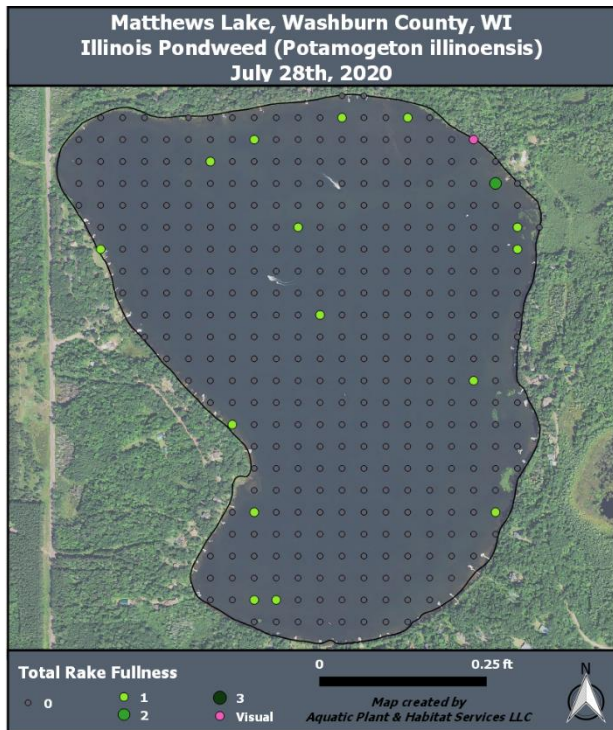 Matthews Lake, Washburn County, WI
Illinois Pondweed (Potamogeton illinoensis)
July 28th, 2020
Total Rake Fullness
0
1
2
3
Visual
0 0.25 ft
Map created by
Aquatic Plant & Habitat Services LLC
N